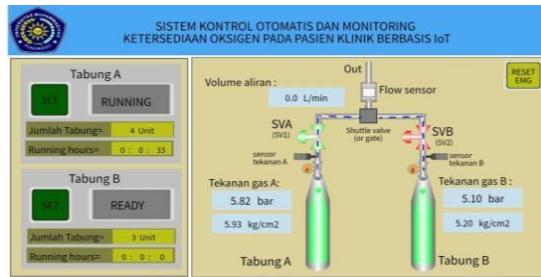 SISTEM KONTROL OTOMATIS DAN MONITORING
KETERSEDIAAN OKSIGEN PADA PASIEN KLINIK BERBASIS IoT
RESET
EMG
Tabung A
SET
RUNNING
Jumlah Tabung=
4 Unit
Running hours=
0 : 0 : 33
Tabung B
SET
READY
Jumlah Tabung=
3 Unit
Running hours=
0 : 0 : 0
Out
Volume aliran :
0.0 L/min
Flow sensor
SVA
(SV1)
Shuttle valve
(or gate)
SVB
(SV2)
sensor
tekanan A
sensor
tekanan B
Tekanan gas A:
5.82 bar
5.93 kg/cm2
Tekanan gas B :
5.10 bar
5.20 kg/cm2
Tabung A
Tabung B